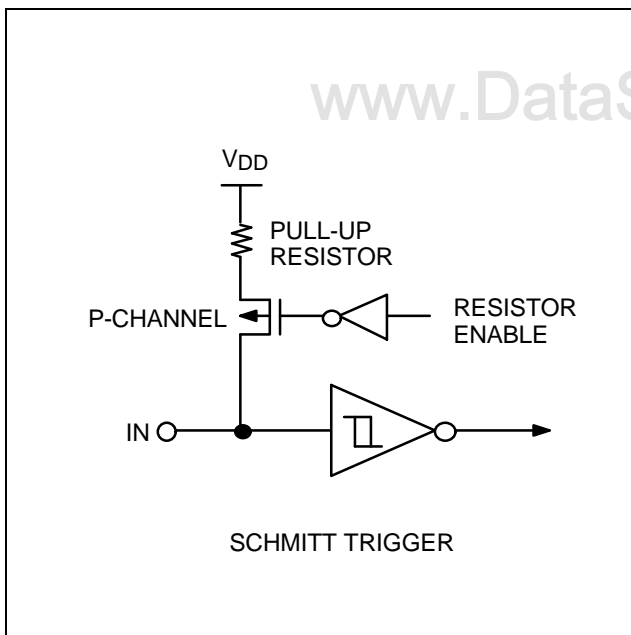 www.DataS
VDD
PULL-UP
RESISTOR
P-CHANNEL
RESISTOR
ENABLE
IN
SCHMITT TRIGGER